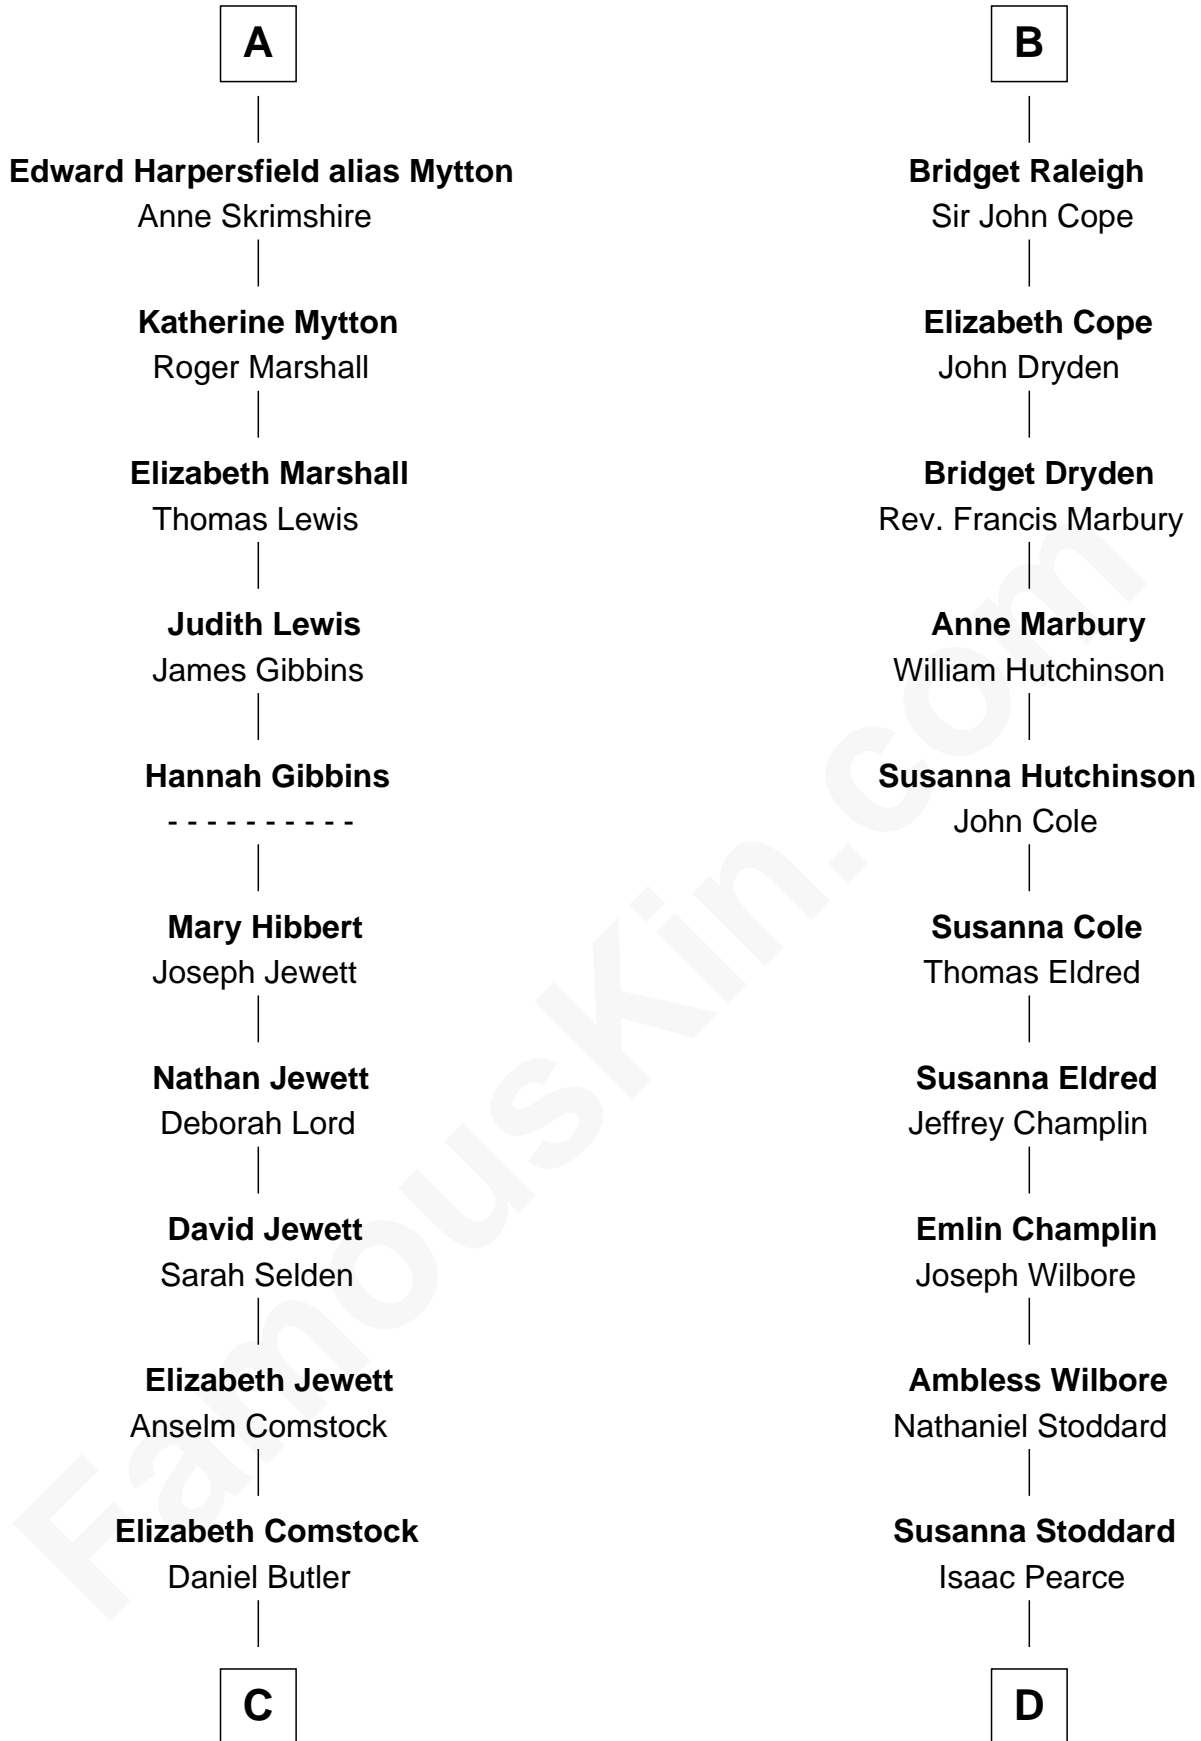 A
Edward Harpersfield alias Mytton
Anne Skrimshire
Katherine Mytton
Roger Marshall
Elizabeth Marshall
Thomas Lewis
Judith Lewis
James Gibbins
Hannah Gibbins
- - - - - - - - - -
Mary Hibbert
Joseph Jewett
Nathan Jewett
Deborah Lord
David Jewett
Sarah Selden
Elizabeth Jewett
Anselm Comstock
Elizabeth Comstock
Daniel Butler
C
B
Bridget Raleigh
Sir John Cope
Elizabeth Cope
John Dryden
Bridget Dryden
Rev. Francis Marbury
Anne Marbury
William Hutchinson
Susanna Hutchinson
John Cole
Susanna Cole
Thomas Eldred
Susanna Eldred
Jeffrey Champlin
Emlin Champlin
Joseph Wilbore
Ambless Wilbore
Nathaniel Stoddard
Susanna Stoddard
Isaac Pearce
D
FamousKin.com